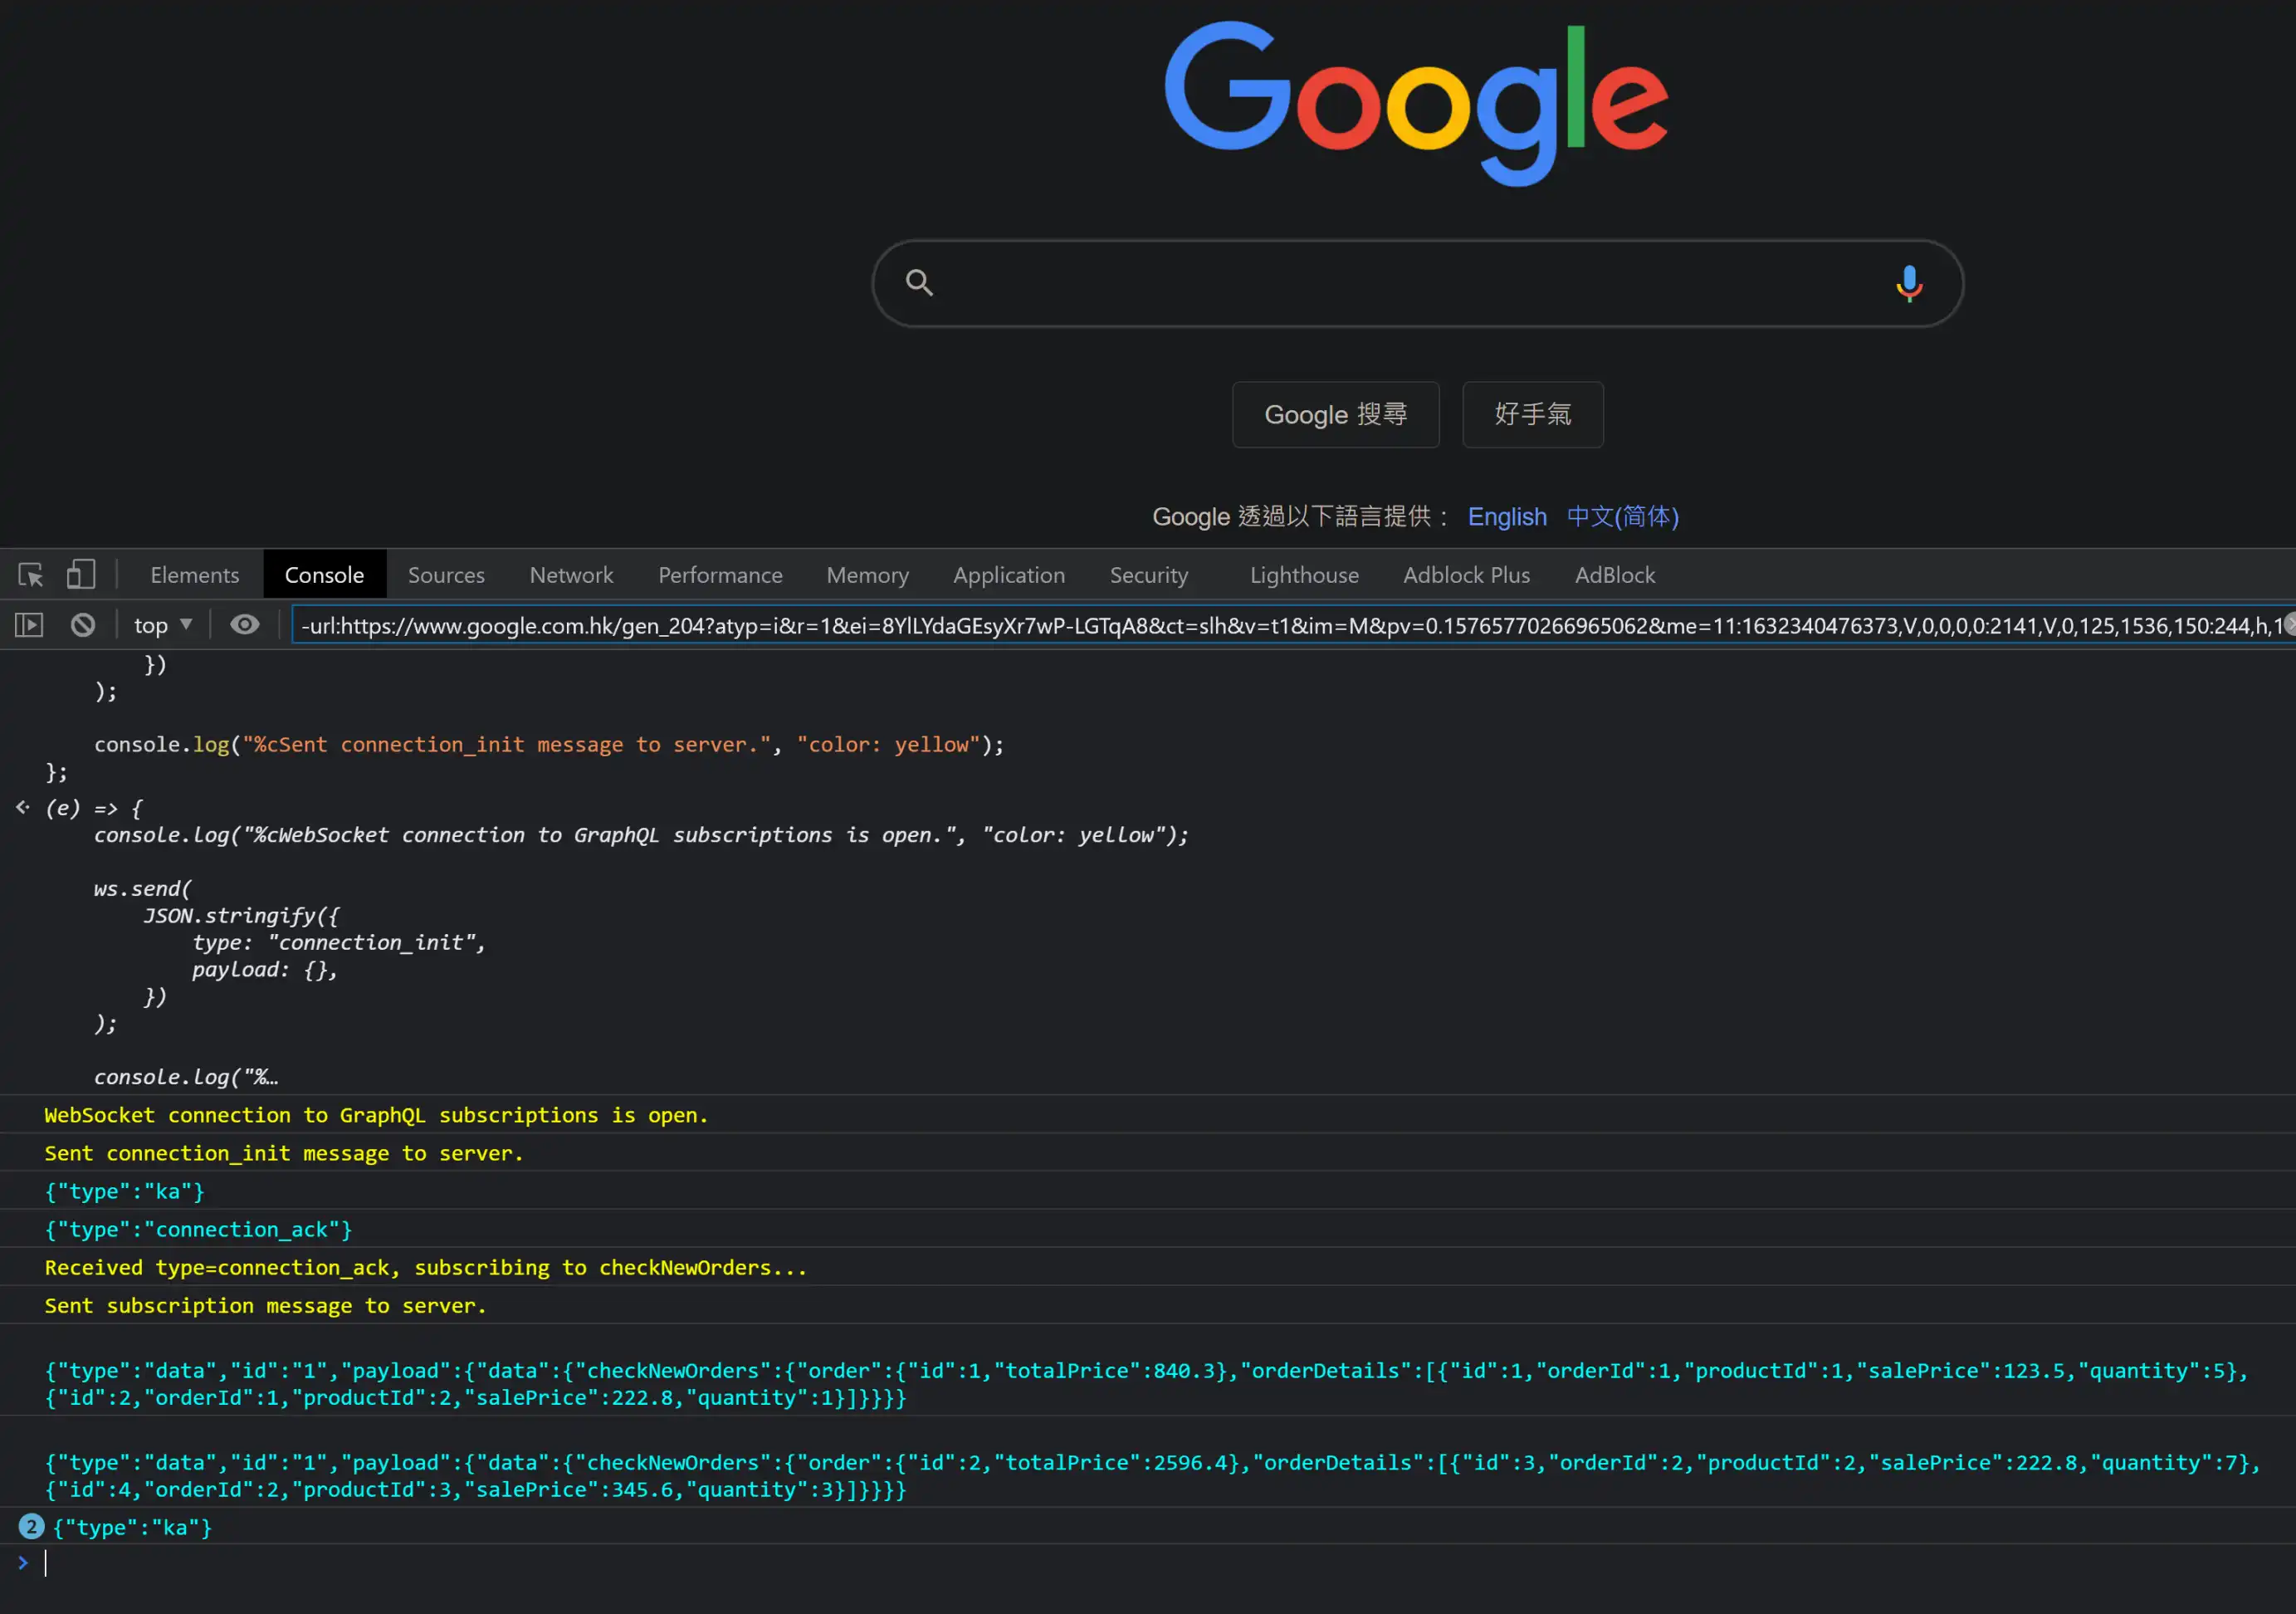 Google
Google 搜尋
好手氣
Google 透過以下語言提供： English 中文(简体)
Elements Console Sources Network Performance Memory Application Security Lighthouse Adblock Plus AdBlock
top -url:https://www.google.com.hk/gen_204?atyp=i&r=1&ei=8YlLYdaGEsyXr7wP-LGTqA8&ct=slh&v=t1&im=M&pv=0.15765770266965062&me=11:1632340476373,V,0,0,0,0:2141,V,0,125,1536,150:244,h,1
})
);
console.log("%cSent connection_init message to server.", "color: yellow");
};
(e) => {
console.log("%cWebSocket connection to GraphQL subscriptions is open.", "color: yellow");
ws.send(
JSON.stringify({
type: "connection_init",
payload: {},
})
);
console.log("%…
WebSocket connection to GraphQL subscriptions is open.
Sent connection_init message to server.
{"type":"ka"}
{"type":"connection_ack"}
Received type=connection_ack, subscribing to checkNewOrders...
Sent subscription message to server.
{"type":"data","id":"1","payload":{"data":{"checkNewOrders":{"order":{"id":1,"totalPrice":840.3},"orderDetails":[{"id":1,"orderId":1,"productId":1,"salePrice":123.5,"quantity":5},
{"id":2,"orderId":1,"productId":2,"salePrice":222.8,"quantity":1}]}}}}
{"type":"data","id":"1","payload":{"data":{"checkNewOrders":{"order":{"id":2,"totalPrice":2596.4},"orderDetails":[{"id":3,"orderId":2,"productId":2,"salePrice":222.8,"quantity":7},
{"id":4,"orderId":2,"productId":3,"salePrice":345.6,"quantity":3}]}}}}
2 {"type":"ka"}